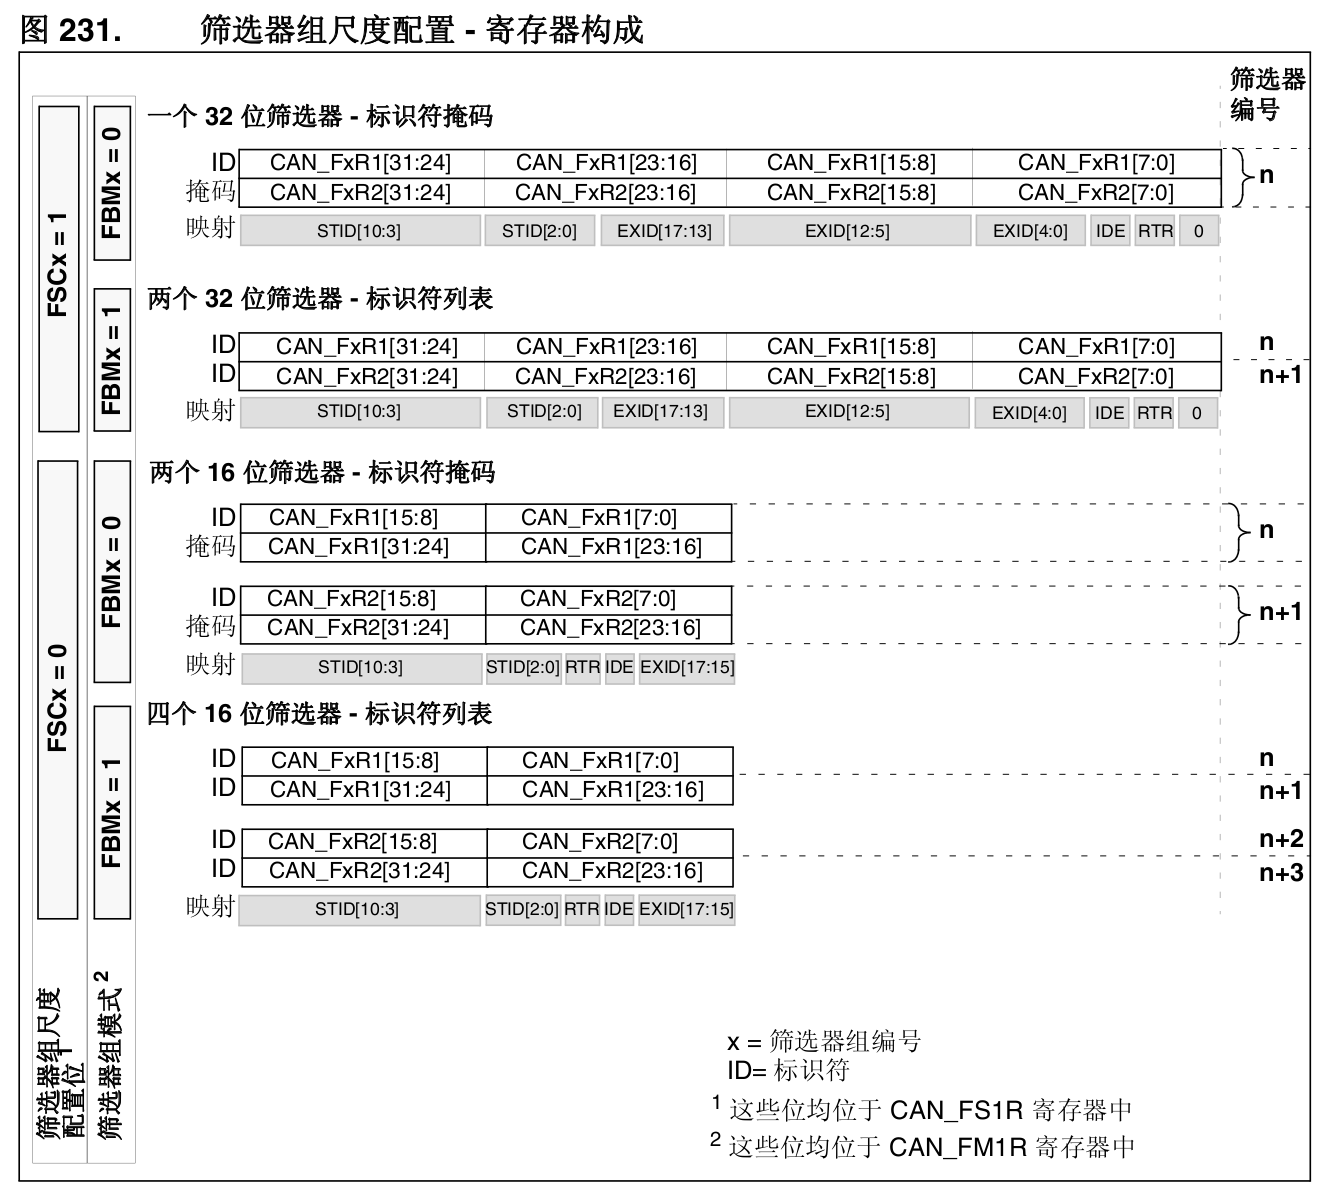 图 231. 筛选器组尺度配置 - 寄存器构成
筛选器
编号
FSCx = 1
FBMx = 0
一个 32 位筛选器 - 标识符掩码
ID CAN_FxR1[31:24] CAN_FxR1[23:16] CAN_FxR1[15:8] CAN_FxR1[7:0]
掩码 CAN_FxR2[31:24] CAN_FxR2[23:16] CAN_FxR2[15:8] CAN_FxR2[7:0]
n
映射 STID[10:3] STID[2:0] EXID[17:13] EXID[12:5] EXID[4:0] IDE RTR 0
FBMx = 1
两个 32 位筛选器 - 标识符列表
ID CAN_FxR1[31:24] CAN_FxR1[23:16] CAN_FxR1[15:8] CAN_FxR1[7:0] n
ID CAN_FxR2[31:24] CAN_FxR2[23:16] CAN_FxR2[15:8] CAN_FxR2[7:0] n+1
映射 STID[10:3] STID[2:0] EXID[17:13] EXID[12:5] EXID[4:0] IDE RTR 0
FSCx = 0
FBMx = 0
两个 16 位筛选器 - 标识符掩码
ID CAN_FxR1[15:8] CAN_FxR1[7:0]
掩码 CAN_FxR1[31:24] CAN_FxR1[23:16]
n
ID CAN_FxR2[15:8] CAN_FxR2[7:0]
掩码 CAN_FxR2[31:24] CAN_FxR2[23:16]
n+1
映射 STID[10:3] STID[2:0] RTR IDE EXID[17:15]
FBMx = 1
四个 16 位筛选器 - 标识符列表
ID CAN_FxR1[15:8] CAN_FxR1[7:0] n
ID CAN_FxR1[31:24] CAN_FxR1[23:16] n+1
ID CAN_FxR2[15:8] CAN_FxR2[7:0] n+2
ID CAN_FxR2[31:24] CAN_FxR2[23:16] n+3
映射 STID[10:3] STID[2:0] RTR IDE EXID[17:15]
筛选器组尺度
配置位1
筛选器组模式2
x = 筛选器组编号
ID= 标识符
1 这些位均位于 CAN_FS1R 寄存器中
2 这些位均位于 CAN_FM1R 寄存器中